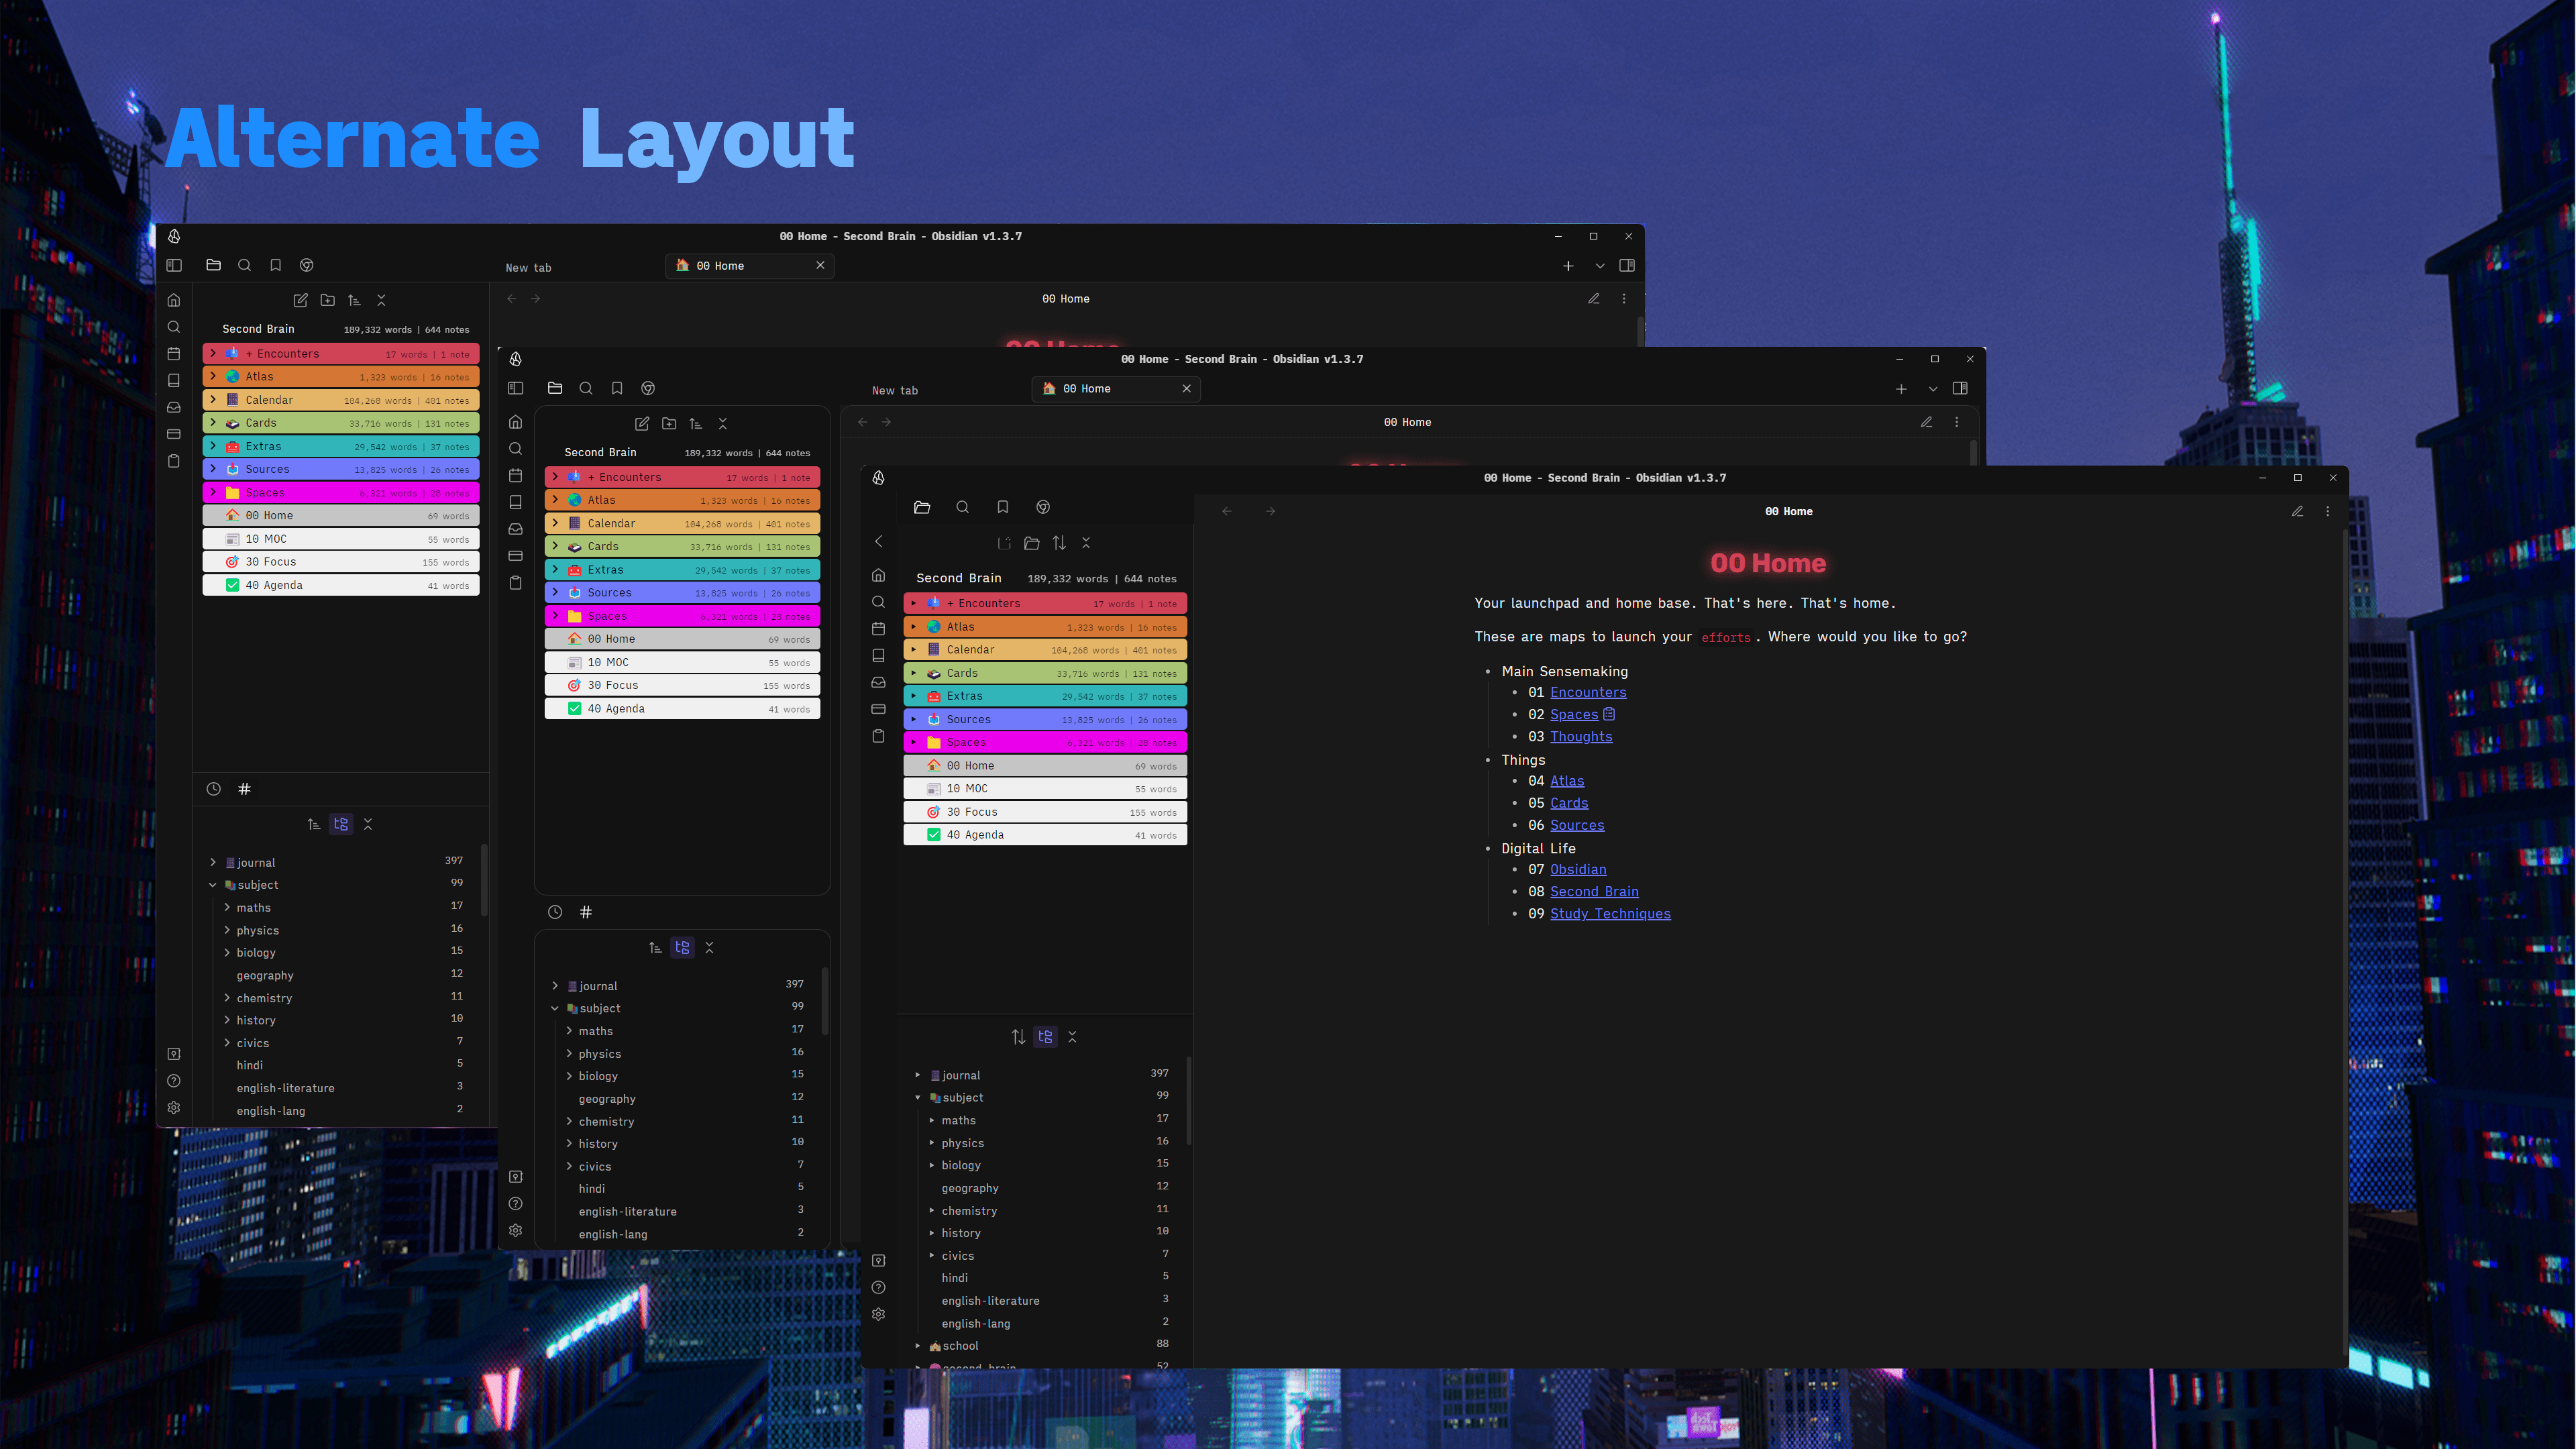 Alternate Layout
00 Home - Second Brain - Obsidian v1.3.7
New tab
00 Home
00 Home
Second Brain 189,332 words | 644 notes
+ Encounters 17 words | 1 note
Atlas 1,323 words | 16 notes
Calendar 104,268 words | 401 notes
Cards 33,716 words | 131 notes
Extras 29,542 words | 37 notes
Sources 13,825 words | 26 notes
Spaces 6,321 words | 28 notes
00 Home 69 words
10 MOC 55 words
30 Focus 155 words
40 Agenda 41 words
journal 397
subject 99
maths 17
physics 16
biology 15
geography 12
chemistry 11
history 10
civics 7
hindi 5
english-literature 3
english-lang 2
00 Home - Second Brain - Obsidian v1.3.7
New tab
00 Home
00 Home
Second Brain 189,332 words | 644 notes
+ Encounters 17 words | 1 note
Atlas 1,323 words | 16 notes
Calendar 104,268 words | 401 notes
Cards 33,716 words | 131 notes
Extras 29,542 words | 37 notes
Sources 13,825 words | 26 notes
Spaces 6,321 words | 28 notes
00 Home 69 words
10 MOC 55 words
30 Focus 155 words
40 Agenda 41 words
journal 397
subject 99
maths 17
physics 16
biology 15
geography 12
chemistry 11
history 10
civics 7
hindi 5
english-literature 3
english-lang 2
00 Home - Second Brain - Obsidian v1.3.7
00 Home
Second Brain 189,332 words | 644 notes
+ Encounters 17 words | 1 note
Atlas 1,323 words | 16 notes
Calendar 104,268 words | 401 notes
Cards 33,716 words | 131 notes
Extras 29,542 words | 37 notes
Sources 13,825 words | 26 notes
Spaces 6,321 words | 28 notes
00 Home 69 words
10 MOC 55 words
30 Focus 155 words
40 Agenda 41 words
journal 397
subject 99
maths 17
physics 16
biology 15
geography 12
chemistry 11
history 10
civics 7
hindi 5
english-literature 3
english-lang 2
school 88
00 Home
Your launchpad and home base. That's here. That's home.
These are maps to launch your efforts. Where would you like to go?
Main Sensemaking
01 Encounters
02 Spaces
03 Thoughts
Things
04 Atlas
05 Cards
06 Sources
Digital Life
07 Obsidian
08 Second Brain
09 Study Techniques